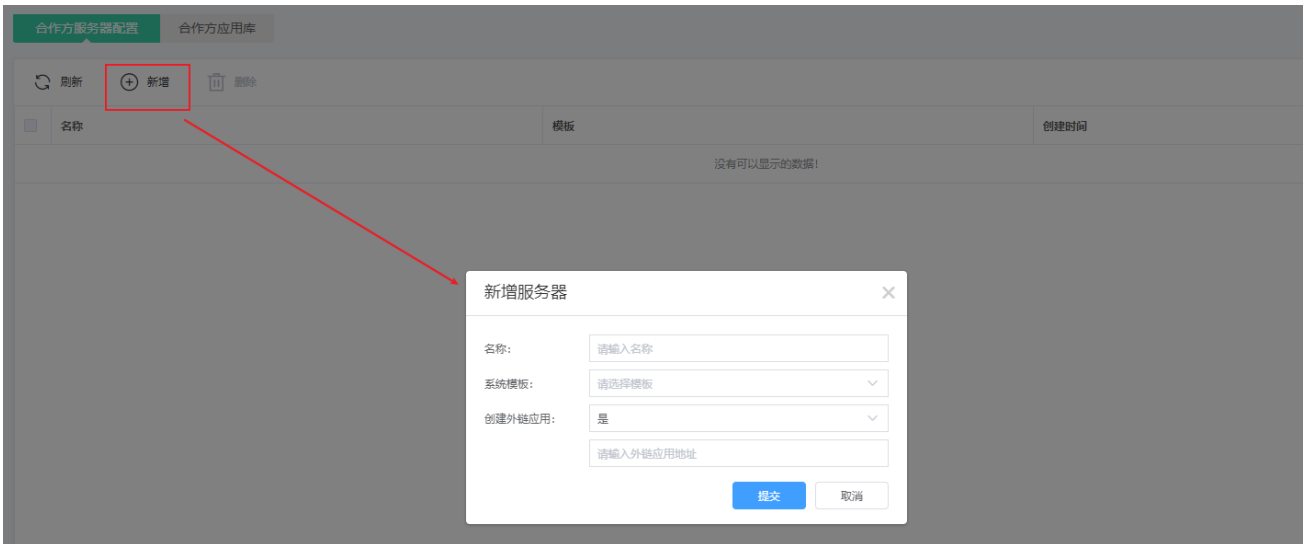 合作方服务器配置 合作方应用库
刷新 新增 删除
名称 模板 创建时间
没有可以显示的数据!
新增服务器
名称: 请输入名称
系统模板: 请选择模板
创建外链应用: 是
请输入外链应用地址
提交 取消